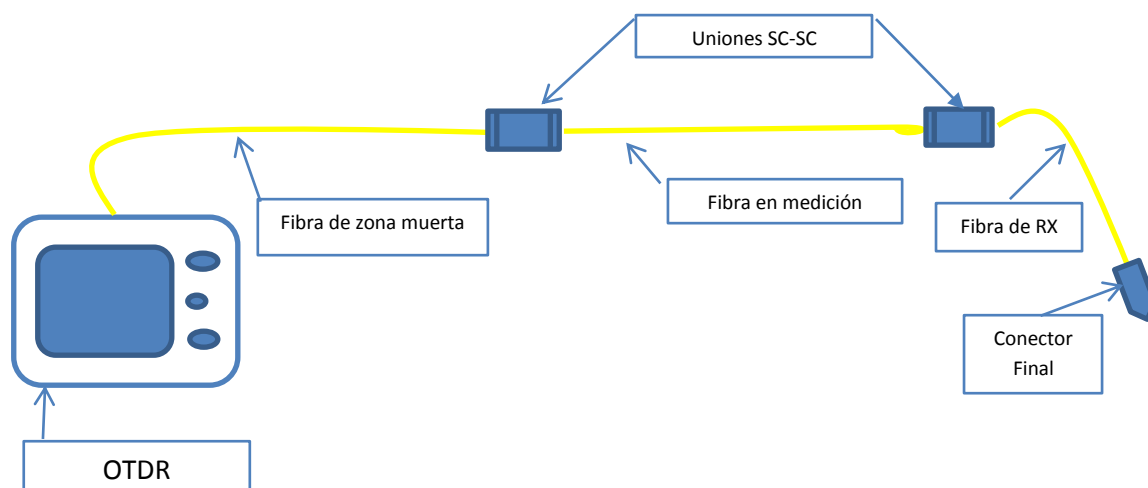 Uniones SC-SC
Fibra de zona muerta
Fibra en medición
Fibra de RX
Conector
Final
OTDR